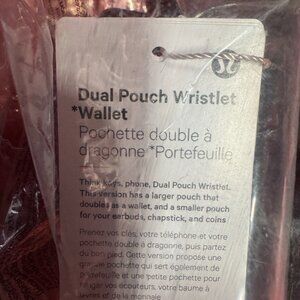 Dual Pouch Wristlet
*Wallet
Pochette double à
dragonne *Portefeuille
Think keys, phone, Dual Pouch Wristlet.
This version has a larger pouch that
doubles as a wallet, and a smaller pouch
for your earbuds, chapstick, and coins
Prenez vos clés, votre téléphone et votre
pochette double à dragonne, puis partez
du bon pied. Cette version propose une
grande pochette qui sert également de
portefeuille et une petite pochette pour
ranger vos écouteurs, votre baume à
lèvres et de la monnaie